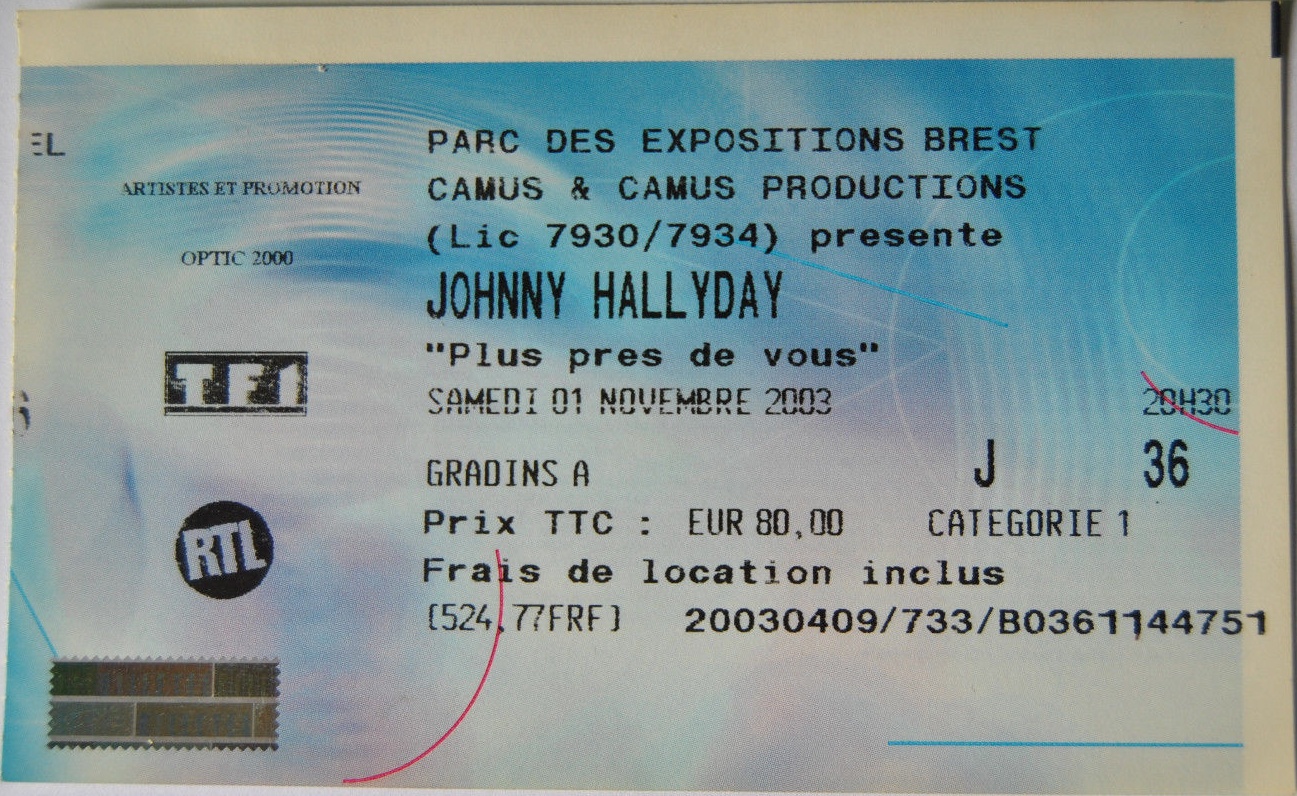 EL
ARTISTES ET PROMOTION
OPTIC 2000
TF1
RTL
PARC DES EXPOSITIONS BREST
CAMUS & CAMUS PRODUCTIONS
(Lic 7930/7934) presente
JOHNNY HALLYDAY
"Plus pres de vous"
SAMEDI 01 NOVEMBRE 2003 20H30
GRADINS A J 36
Prix TTC : EUR 80,00 CATEGORIE 1
Frais de location inclus
(524,77FRF) 20030409/733/B0361144751